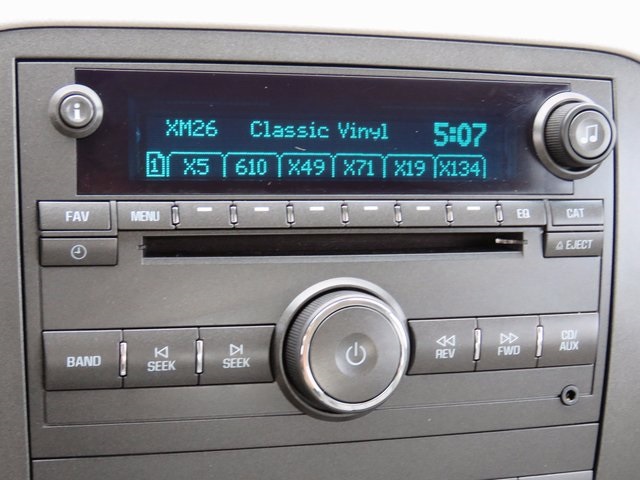 XM26 Classic Vinyl 5:07
1 X5 610 X49 X71 X19 X134
FAV MENU EQ CAT
EJECT
BAND SEEK SEEK REV FWD CD/
AUX